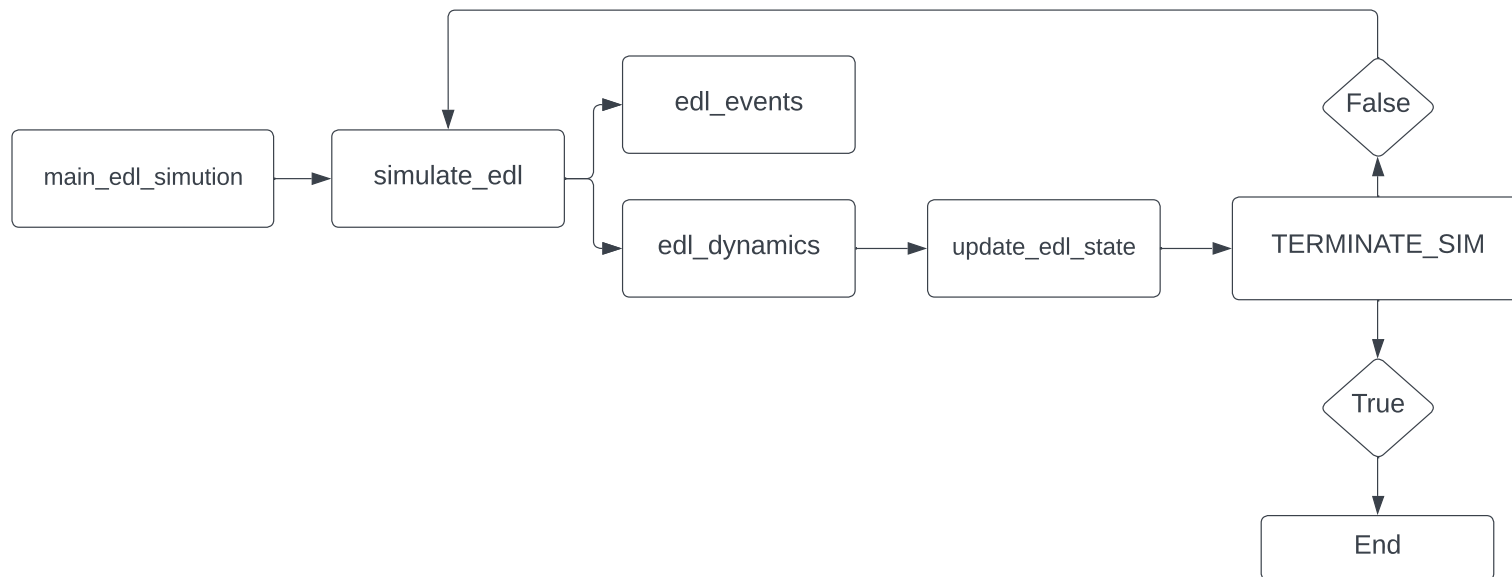 main_edl_simution
simulate_edl
edl_events
edl_dynamics
update_edl_state
False
TERMINATE_SIM
True
End